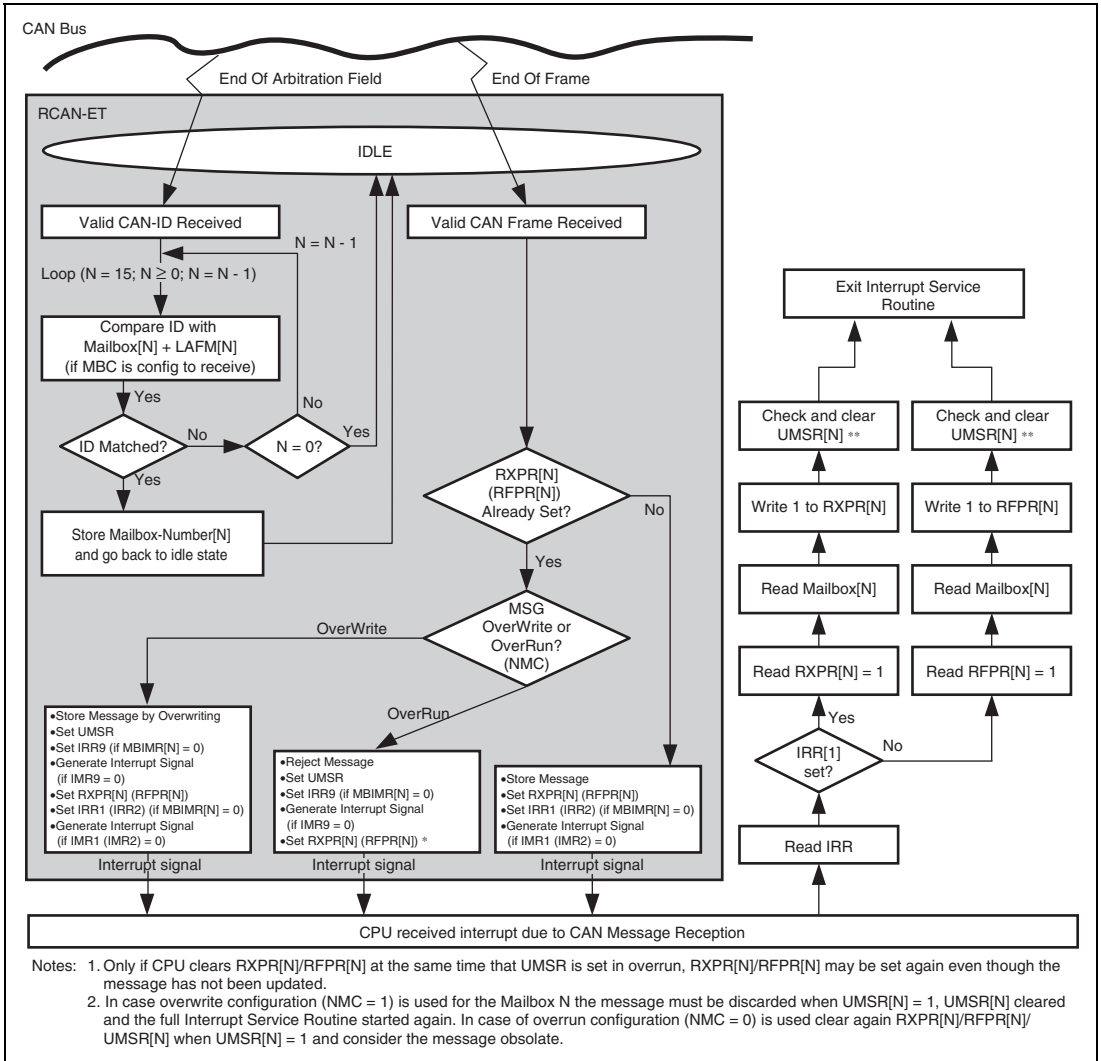 CAN Bus
End Of Arbitration Field
End Of Frame
RCAN-ET
IDLE
Valid CAN-ID Received
Valid CAN Frame Received
N = N - 1
Loop (N = 15; N ≥ 0; N = N - 1)
Compare ID with
Mailbox[N] + LAFM[N]
(if MBC is config to receive)
Yes
No
ID Matched?
No
N = 0?
Yes
Yes
Store Mailbox-Number[N]
and go back to idle state
RXPR[N]
(RFPR[N])
Already Set?
No
Yes
MSG
OverWrite or
OverRun?
(NMC)
OverWrite
OverRun
•Store Message by Overwriting
•Set UMSR
•Set IRR9 (if MBIMR[N] = 0)
•Generate Interrupt Signal
(if IMR9 = 0)
•Set RXPR[N] (RFPR[N])
•Set IRR1 (IRR2) (if MBIMR[N] = 0)
•Generate Interrupt Signal
(if IMR1 (IMR2) = 0)
Interrupt signal
•Reject Message
•Set UMSR
•Set IRR9 (if MBIMR[N] = 0)
•Generate Interrupt Signal
(if IMR9 = 0)
•Set RXPR[N] (RFPR[N]) *
Interrupt signal
•Store Message
•Set RXPR[N] (RFPR[N])
•Set IRR1 (IRR2) (if MBIMR[N] = 0)
•Generate Interrupt Signal
(if IMR1 (IMR2) = 0)
Interrupt signal
Exit Interrupt Service
Routine
Check and clear
UMSR[N] **
Check and clear
UMSR[N] **
Write 1 to RXPR[N]
Write 1 to RFPR[N]
Read Mailbox[N]
Read Mailbox[N]
Read RXPR[N] = 1
Read RFPR[N] = 1
Yes
IRR[1]
set?
No
Read IRR
CPU received interrupt due to CAN Message Reception
Notes: 1. Only if CPU clears RXPR[N]/RFPR[N] at the same time that UMSR is set in overrun, RXPR[N]/RFPR[N] may be set again even though the
message has not been updated.
2. In case overwrite configuration (NMC = 1) is used for the Mailbox N the message must be discarded when UMSR[N] = 1, UMSR[N] cleared
and the full Interrupt Service Routine started again. In case of overrun configuration (NMC = 0) is used clear again RXPR[N]/RFPR[N]/
UMSR[N] when UMSR[N] = 1 and consider the message obsolate.